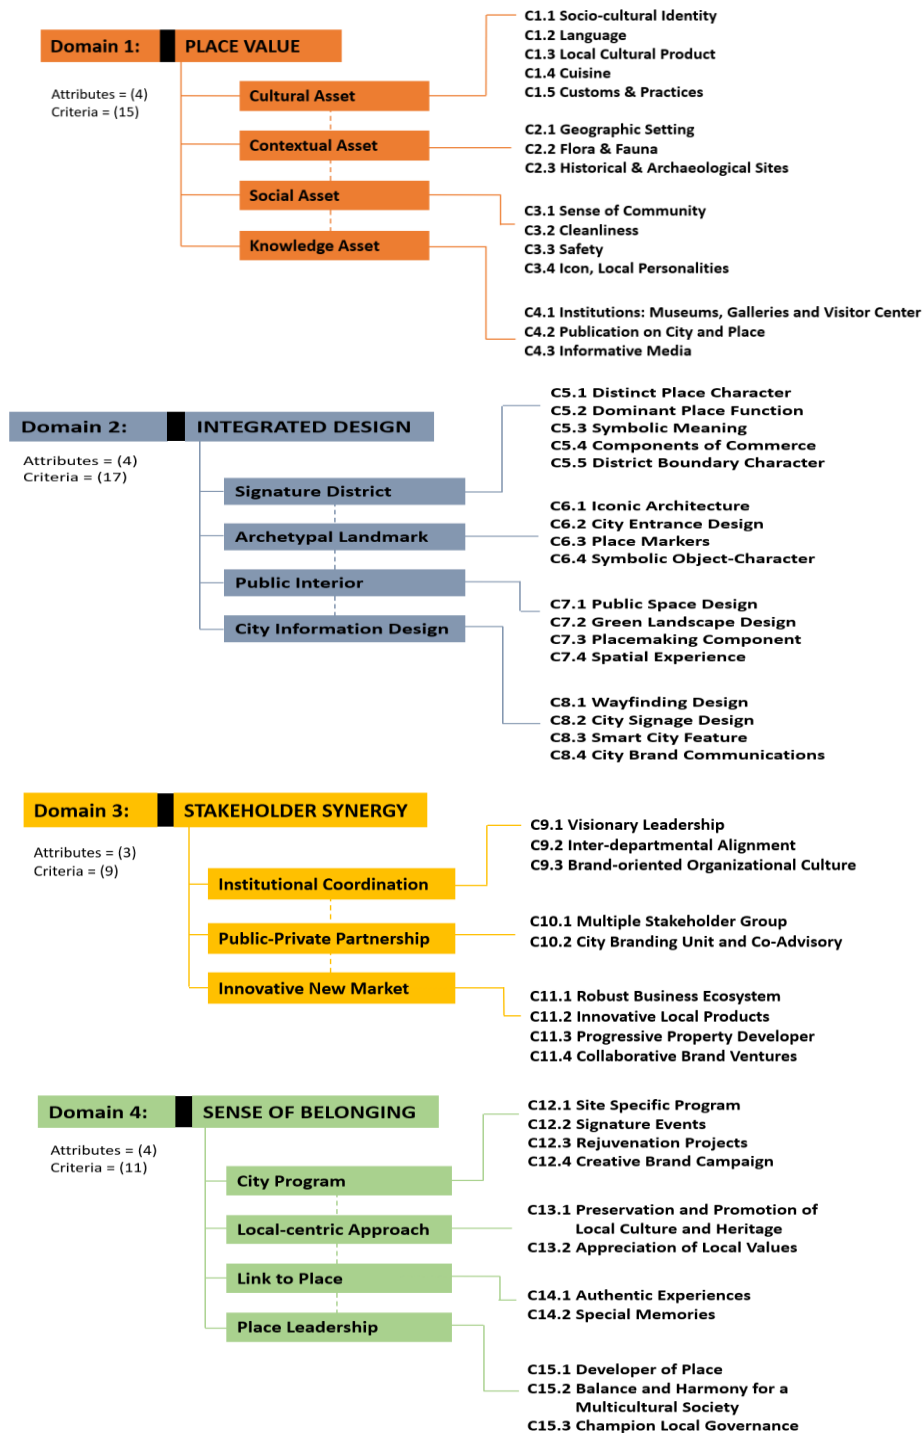 Domain 1: PLACE VALUE
Attributes = (4)
Criteria = (15)
Cultural Asset
C1.1 Socio-cultural Identity
C1.2 Language
C1.3 Local Cultural Product
C1.4 Cuisine
C1.5 Customs & Practices
Contextual Asset
C2.1 Geographic Setting
C2.2 Flora & Fauna
C2.3 Historical & Archaeological Sites
Social Asset
C3.1 Sense of Community
C3.2 Cleanliness
C3.3 Safety
C3.4 Icon, Local Personalities
Knowledge Asset
C4.1 Institutions: Museums, Galleries and Visitor Center
C4.2 Publication on City and Place
C4.3 Informative Media
Domain 2: INTEGRATED DESIGN
Attributes = (4)
Criteria = (17)
Signature District
C5.1 Distinct Place Character
C5.2 Dominant Place Function
C5.3 Symbolic Meaning
C5.4 Components of Commerce
C5.5 District Boundary Character
Archetypal Landmark
C6.1 Iconic Architecture
C6.2 City Entrance Design
C6.3 Place Markers
C6.4 Symbolic Object-Character
Public Interior
C7.1 Public Space Design
C7.2 Green Landscape Design
C7.3 Placemaking Component
C7.4 Spatial Experience
City Information Design
C8.1 Wayfinding Design
C8.2 City Signage Design
C8.3 Smart City Feature
C8.4 City Brand Communications
Domain 3: STAKEHOLDER SYNERGY
Attributes = (3)
Criteria = (9)
Institutional Coordination
C9.1 Visionary Leadership
C9.2 Inter-departmental Alignment
C9.3 Brand-oriented Organizational Culture
Public-Private Partnership
C10.1 Multiple Stakeholder Group
C10.2 City Branding Unit and Co-Advisory
Innovative New Market
C11.1 Robust Business Ecosystem
C11.2 Innovative Local Products
C11.3 Progressive Property Developer
C11.4 Collaborative Brand Ventures
Domain 4: SENSE OF BELONGING
Attributes = (4)
Criteria = (11)
City Program
C12.1 Site Specific Program
C12.2 Signature Events
C12.3 Rejuvenation Projects
C12.4 Creative Brand Campaign
Local-centric Approach
C13.1 Preservation and Promotion of
Local Culture and Heritage
C13.2 Appreciation of Local Values
Link to Place
C14.1 Authentic Experiences
C14.2 Special Memories
Place Leadership
C15.1 Developer of Place
C15.2 Balance and Harmony for a
Multicultural Society
C15.3 Champion Local Governance